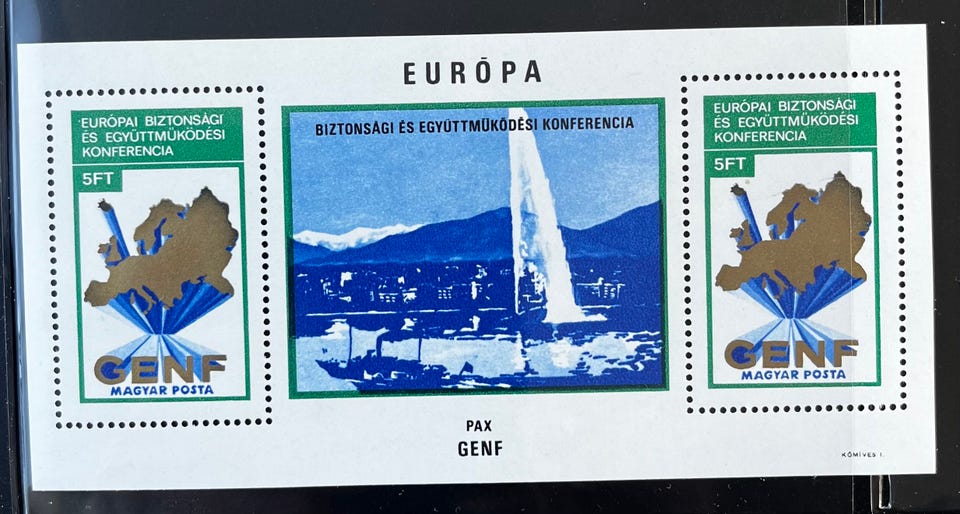 EURÓPA
EURÓPAI BIZTONSÁGI
ÉS EGYÜTTMŰKÖDÉSI
KONFERENCIA
5FT
GENF
MAGYAR POSTA
BIZTONSÁGI ÉS EGYÜTTMŰKÖDÉSI KONFERENCIA
PAX
GENF
EURÓPAI BIZTONSÁGI
ÉS EGYÜTTMŰKÖDÉSI
KONFERENCIA
5FT
GENF
MAGYAR POSTA
KŐMÍVES I.